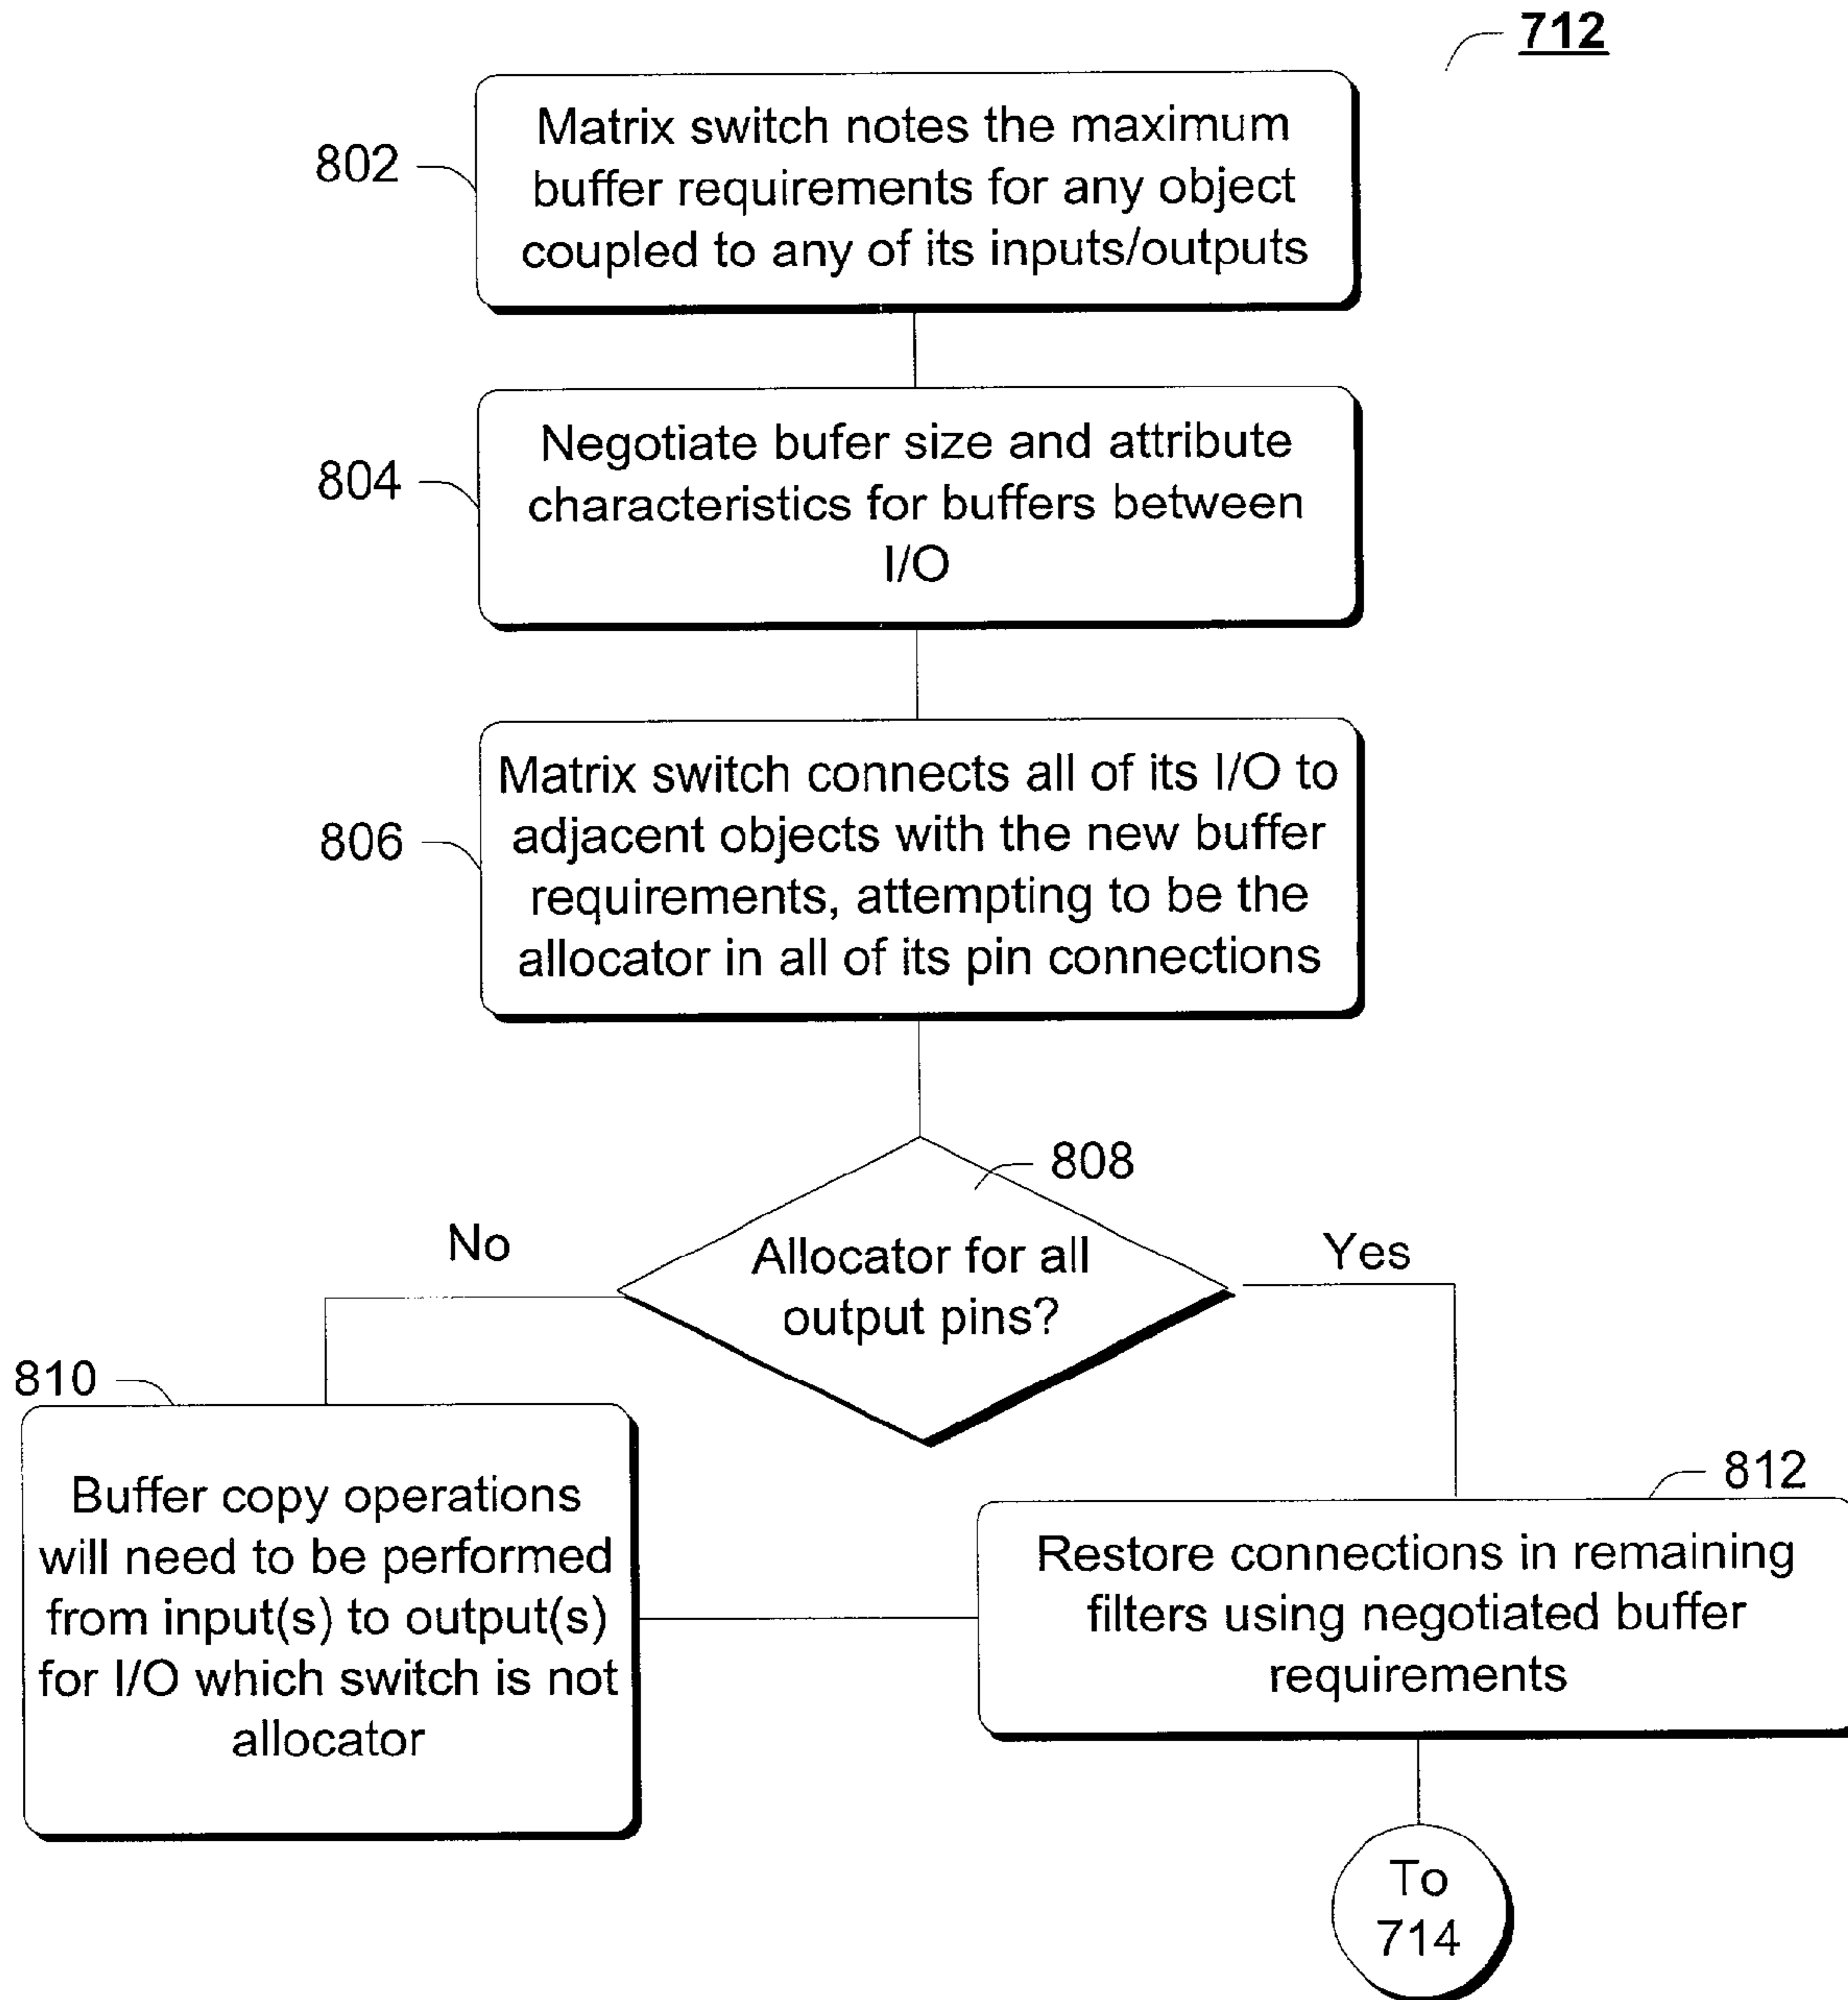 712
802
Matrix switch notes the maximum
buffer requirements for any object
coupled to any of its inputs/outputs
804
Negotiate bufer size and attribute
characteristics for buffers between
I/O
806
Matrix switch connects all of its I/O to
adjacent objects with the new buffer
requirements, attempting to be the
allocator in all of its pin connections
808
Allocator for all
output pins?
No
Yes
810
Buffer copy operations
will need to be performed
from input(s) to output(s)
for I/O which switch is not
allocator
812
Restore connections in remaining
filters using negotiated buffer
requirements
To
714